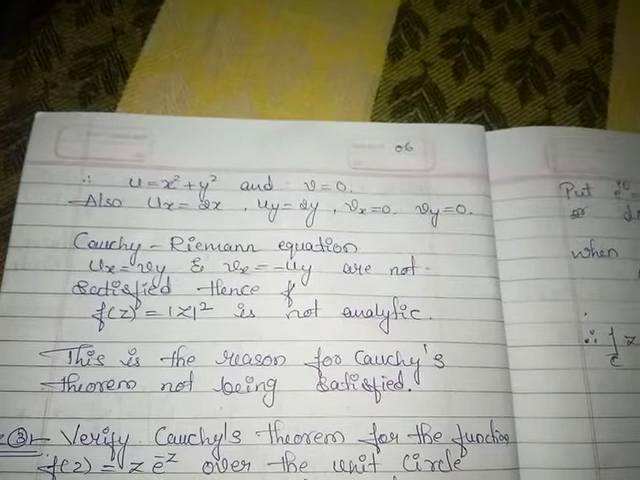 06
∴ u = x² + y² and v = 0.
Also ux = 2x, uy = 2y, vx = 0, vy = 0.
Cauchy - Riemann equation
ux = vy & vx = -uy are not
satisfied Hence f
f(z) = |z|² is not analytic.
This is the reason for Cauchy's
theorem not being satisfied.
③ - Verify Cauchy's theorem for the function
f(z) = z e⁻ᶻ over the unit circle
Put
or
when
∴ ∫c z